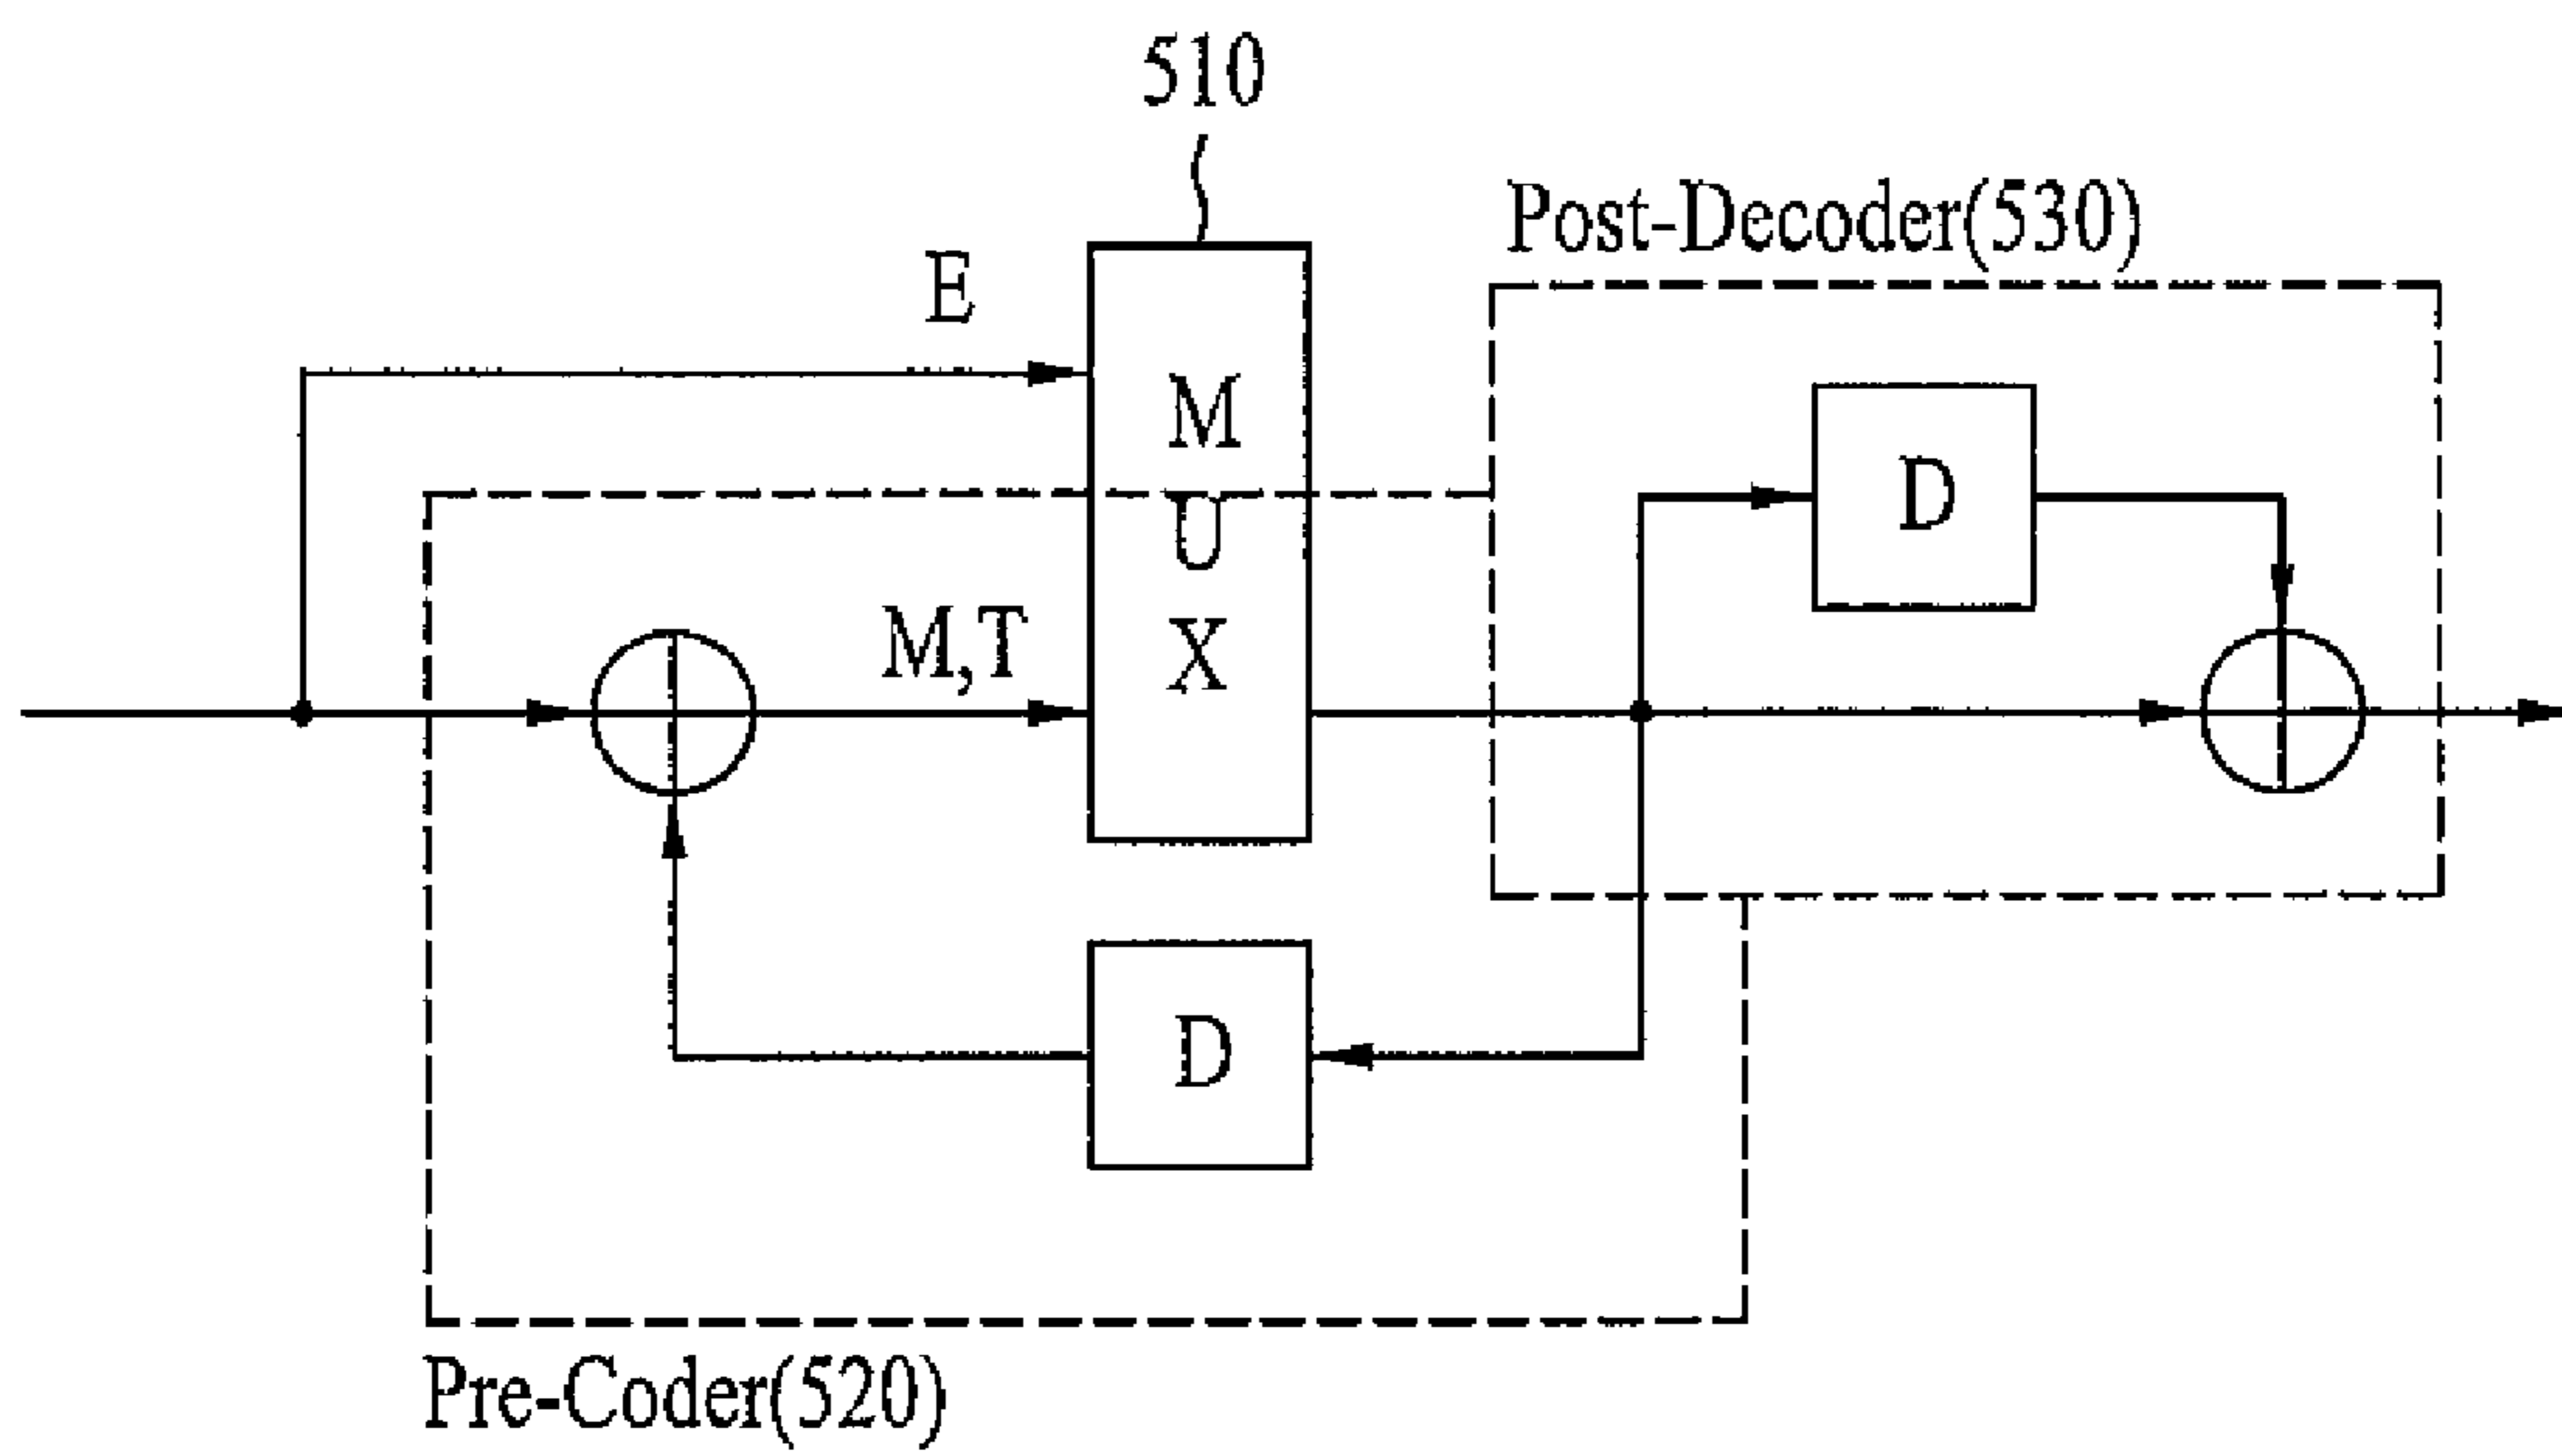 510
Post-Decoder(530)
E
M
U
X
D
M,T
D
Pre-Coder(520)